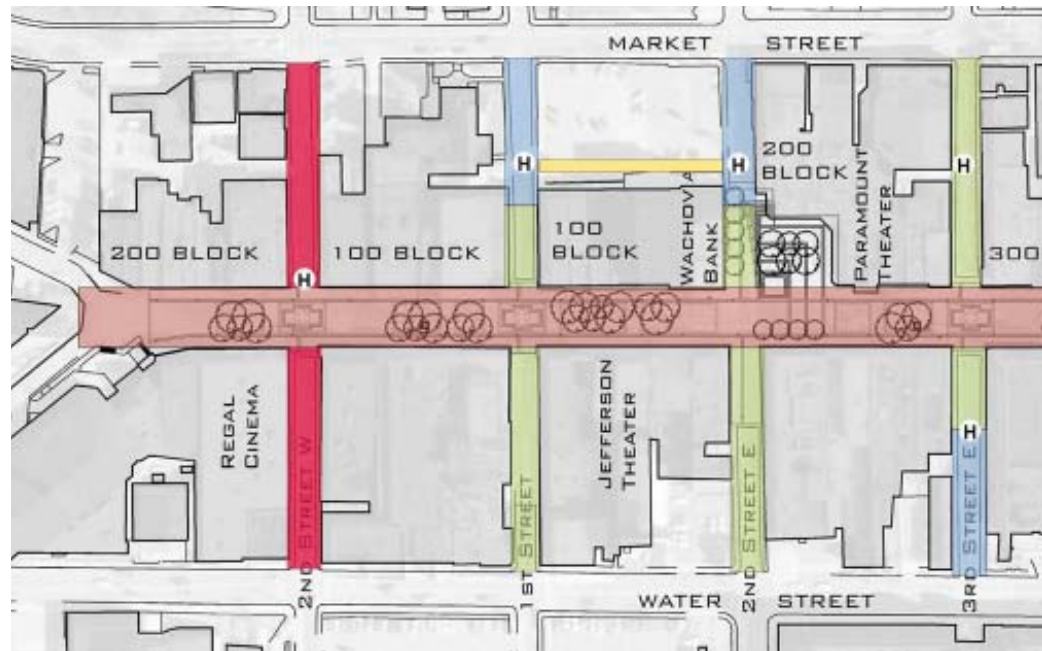 MARKET STREET
H
H
H
200
BLOCK
PARAMOUNT
THEATER
WACHOVIA
BANK
200 BLOCK
100 BLOCK
100
BLOCK
300
H
REGAL
CINEMA
JEFFERSON
THEATER
H
2ND STREET W
1ST STREET
2ND STREET E
3RD STREET E
WATER STREET